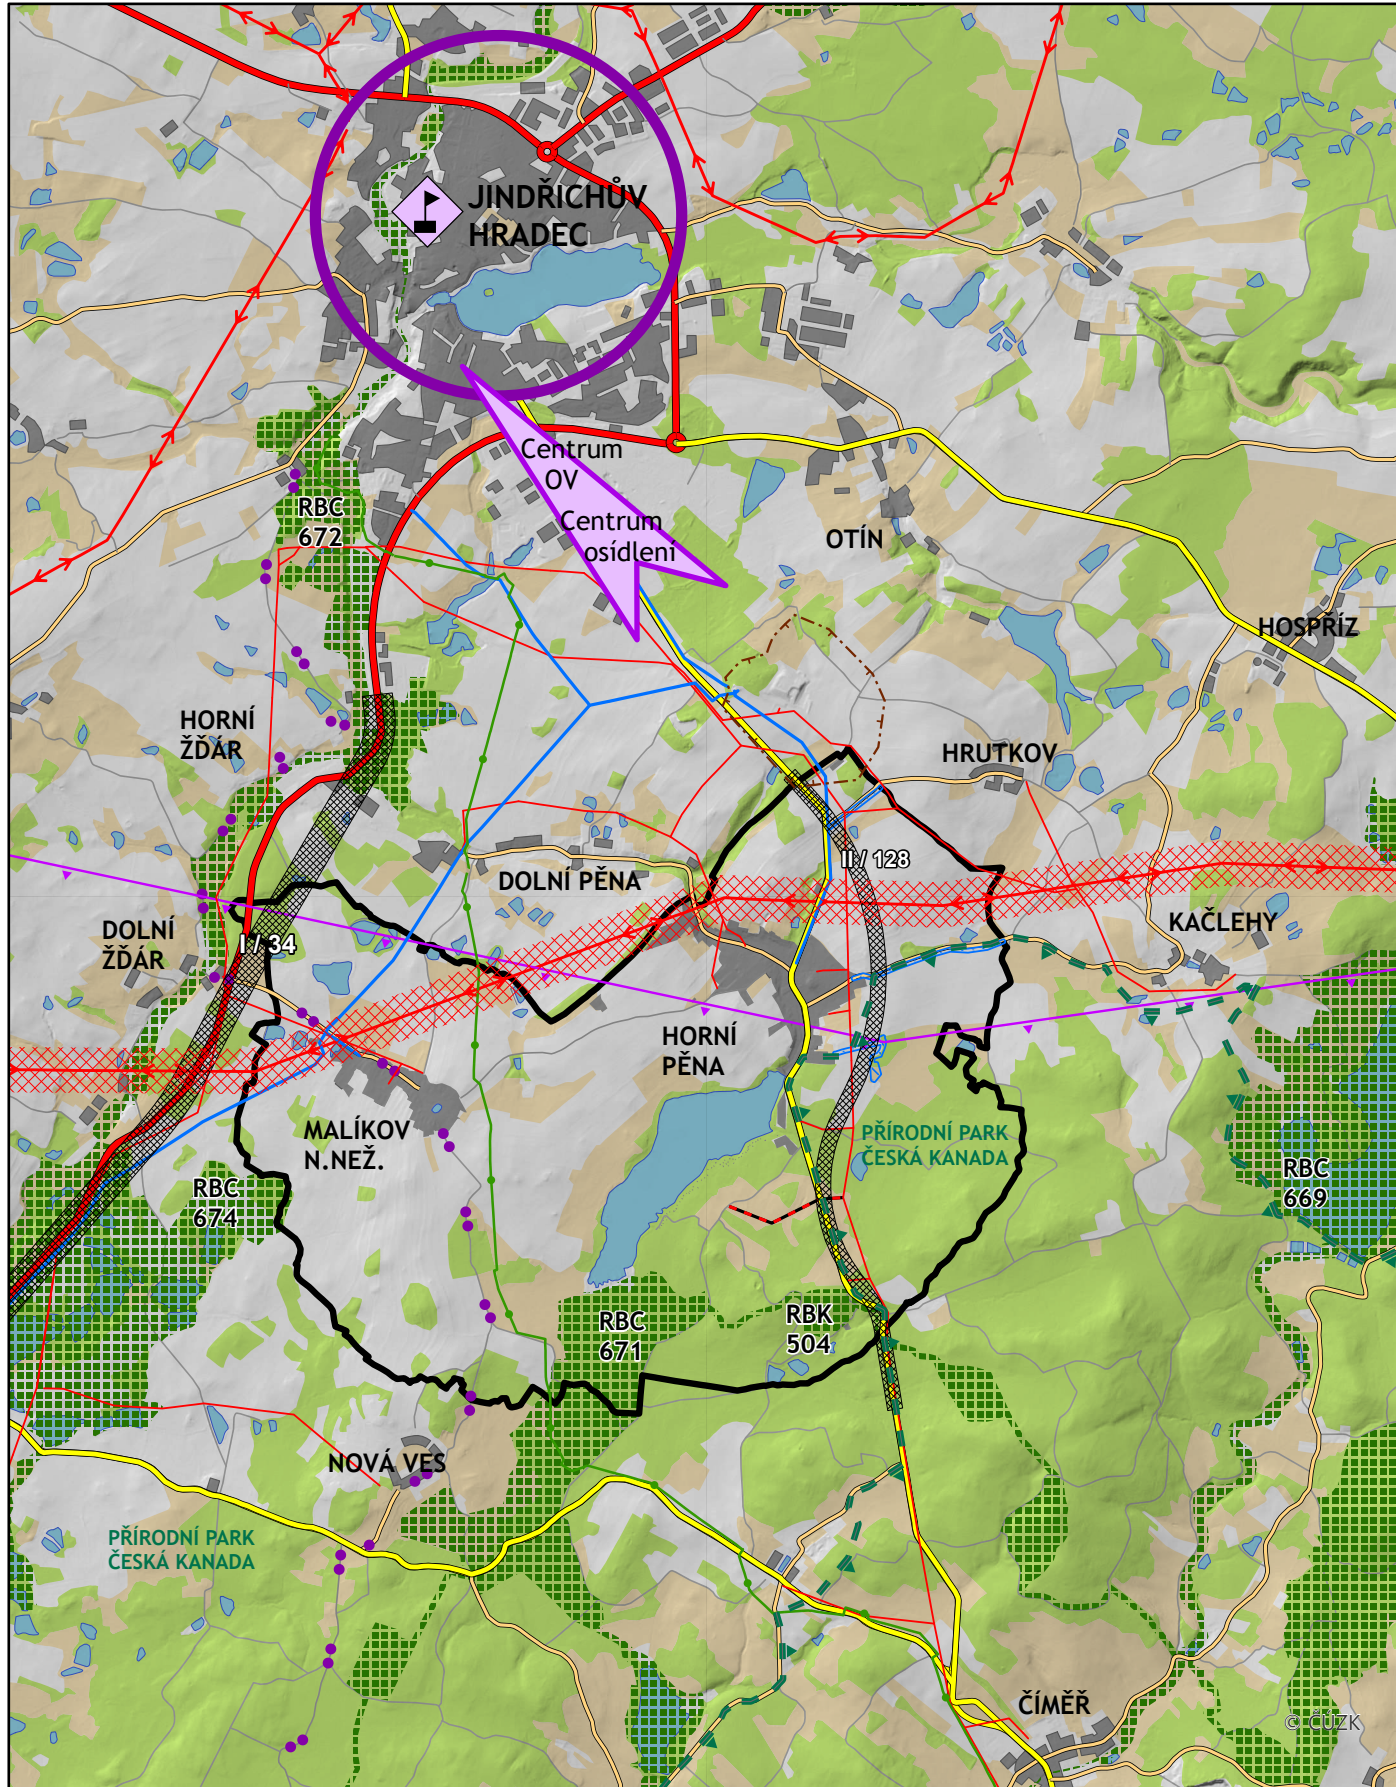 JINDŘICHŮV
HRADEC
Centrum
OV
Centrum
osídlení
RBC
672
OTÍN
HOSPŘÍZ
HORNÍ
ŽĎÁR
HRUTKOV
II / 128
DOLNÍ PĚNA
KAČLEHY
DOLNÍ
ŽĎÁR
I / 34
HORNÍ
PĚNA
MALÍKOV
N.NEŽ.
PŘÍRODNÍ PARK
ČESKÁ KANADA
RBC
669
RBC
674
RBC
671
RBK
504
NOVÁ VES
PŘÍRODNÍ PARK
ČESKÁ KANADA
ČÍMĚŘ
© ČÚZK